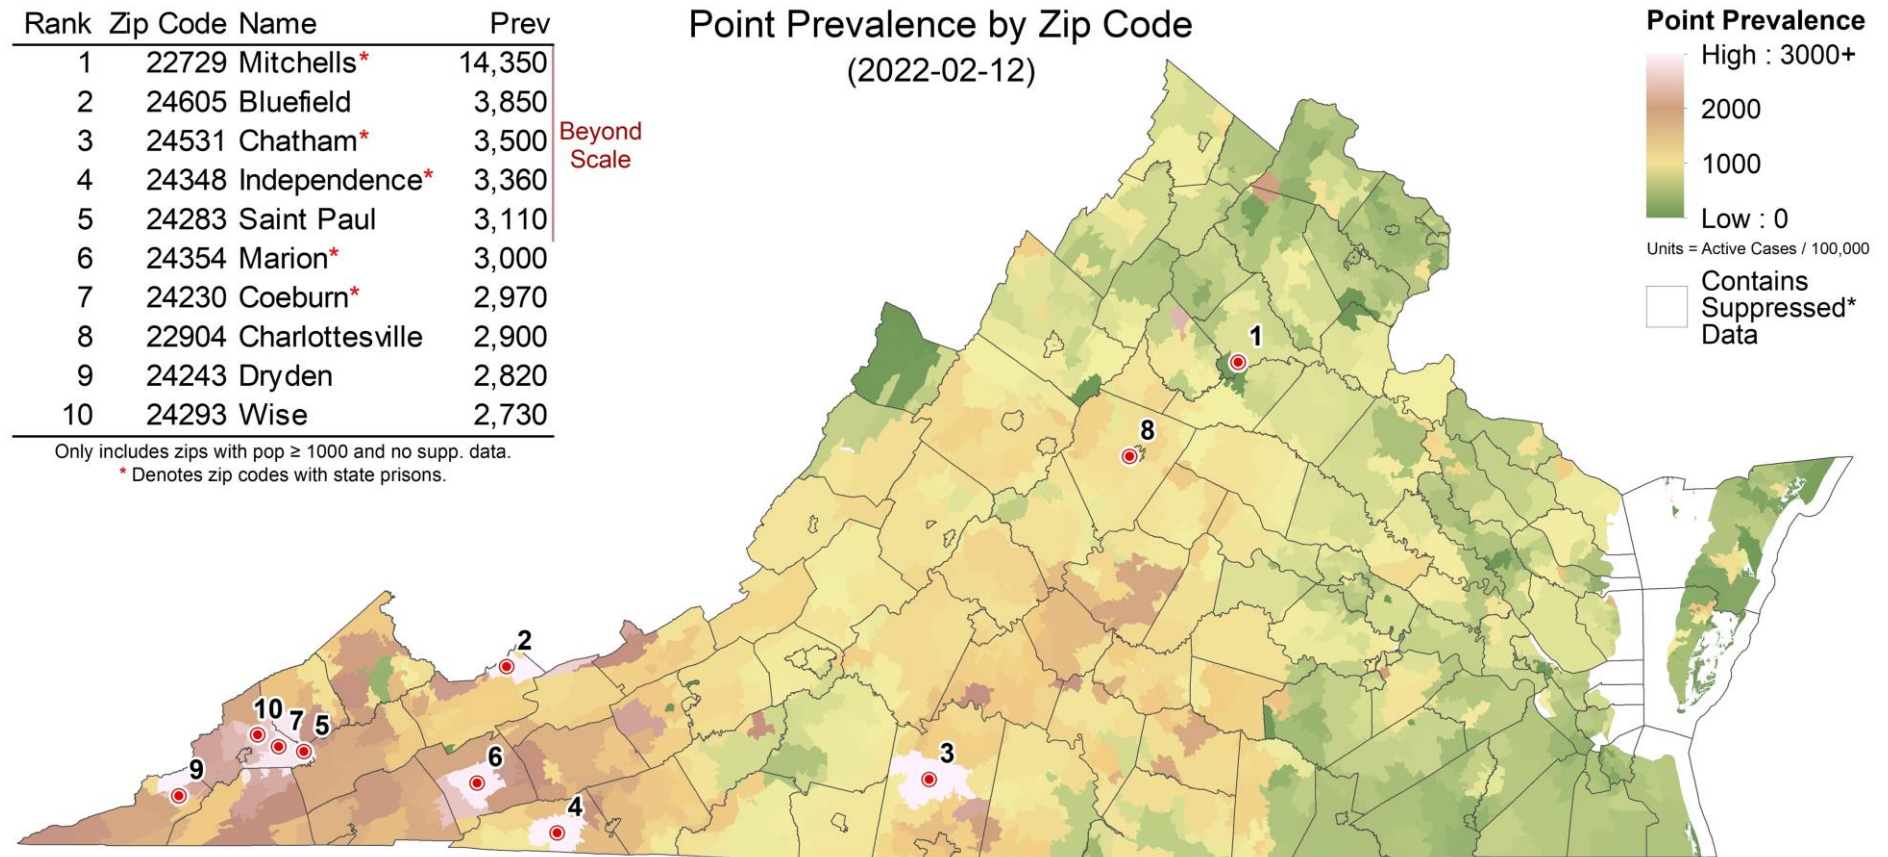 Point Prevalence by Zip Code
(2022-02-12)
Rank Zip Code Name Prev
1 22729 Mitchells* 14,350
2 24605 Bluefield 3,850
3 24531 Chatham* 3,500
4 24348 Independence* 3,360
5 24283 Saint Paul 3,110
6 24354 Marion* 3,000
7 24230 Coeburn* 2,970
8 22904 Charlottesville 2,900
9 24243 Dryden 2,820
10 24293 Wise 2,730
Beyond
Scale
Only includes zips with pop ≥ 1000 and no supp. data.
* Denotes zip codes with state prisons.
Point Prevalence
High : 3000+
2000
1000
Low : 0
Units = Active Cases / 100,000
Contains
Suppressed*
Data
1
8
2
10
7
5
9
6
4
3